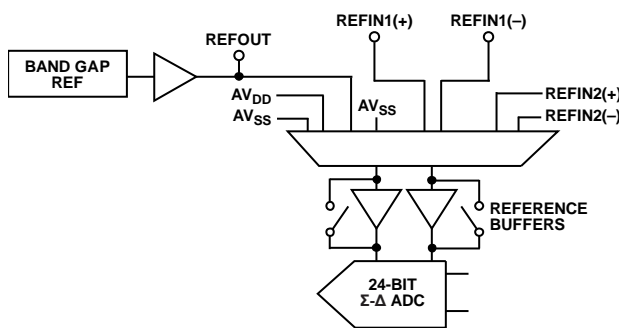 REFIN1(+)
REFIN1(–)
REFOUT
BAND GAP
REF
AVDD
AVSS
AVSS
REFIN2(+)
REFIN2(–)
REFERENCE
BUFFERS
24-BIT
Σ-Δ ADC